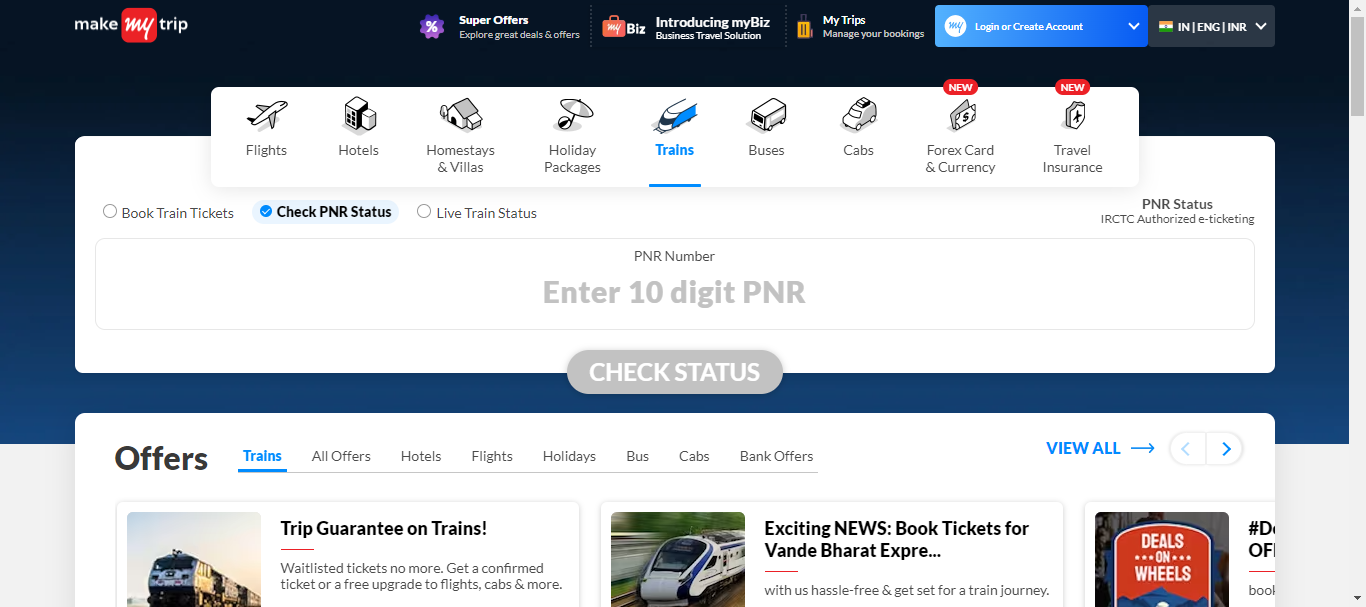 make my trip
%
Super Offers
Explore great deals & offers
my Biz
Introducing myBiz
Business Travel Solution
My Trips
Manage your bookings
my
Login or Create Account
IN | ENG | INR
NEW
NEW
Flights
Hotels
Homestays
& Villas
Holiday
Packages
Trains
Buses
Cabs
Forex Card
& Currency
Travel
Insurance
Book Train Tickets
Check PNR Status
Live Train Status
PNR Status
IRCTC Authorized e-ticketing
PNR Number
Enter 10 digit PNR
CHECK STATUS
Offers
Trains
All Offers
Hotels
Flights
Holidays
Bus
Cabs
Bank Offers
VIEW ALL
Trip Guarantee on Trains!
Waitlisted tickets no more. Get a confirmed
ticket or a free upgrade to flights, cabs & more.
Exciting NEWS: Book Tickets for
Vande Bharat Expre...
with us hassle-free & get set for a train journey.
DEALS
ON
WHEELS